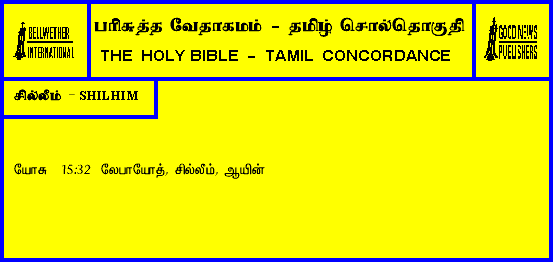 BELLWETHER
INTERNATIONAL
பரிசுத்த வேதாகமம் - தமிழ் சொல்தொகுதி
THE HOLY BIBLE - TAMIL CONCORDANCE
GOOD NEWS
PUBLISHERS
சில்லீம் - SHILHIM
யோசு 15:32 லேபாயோத், சில்லீம், ஆயின்